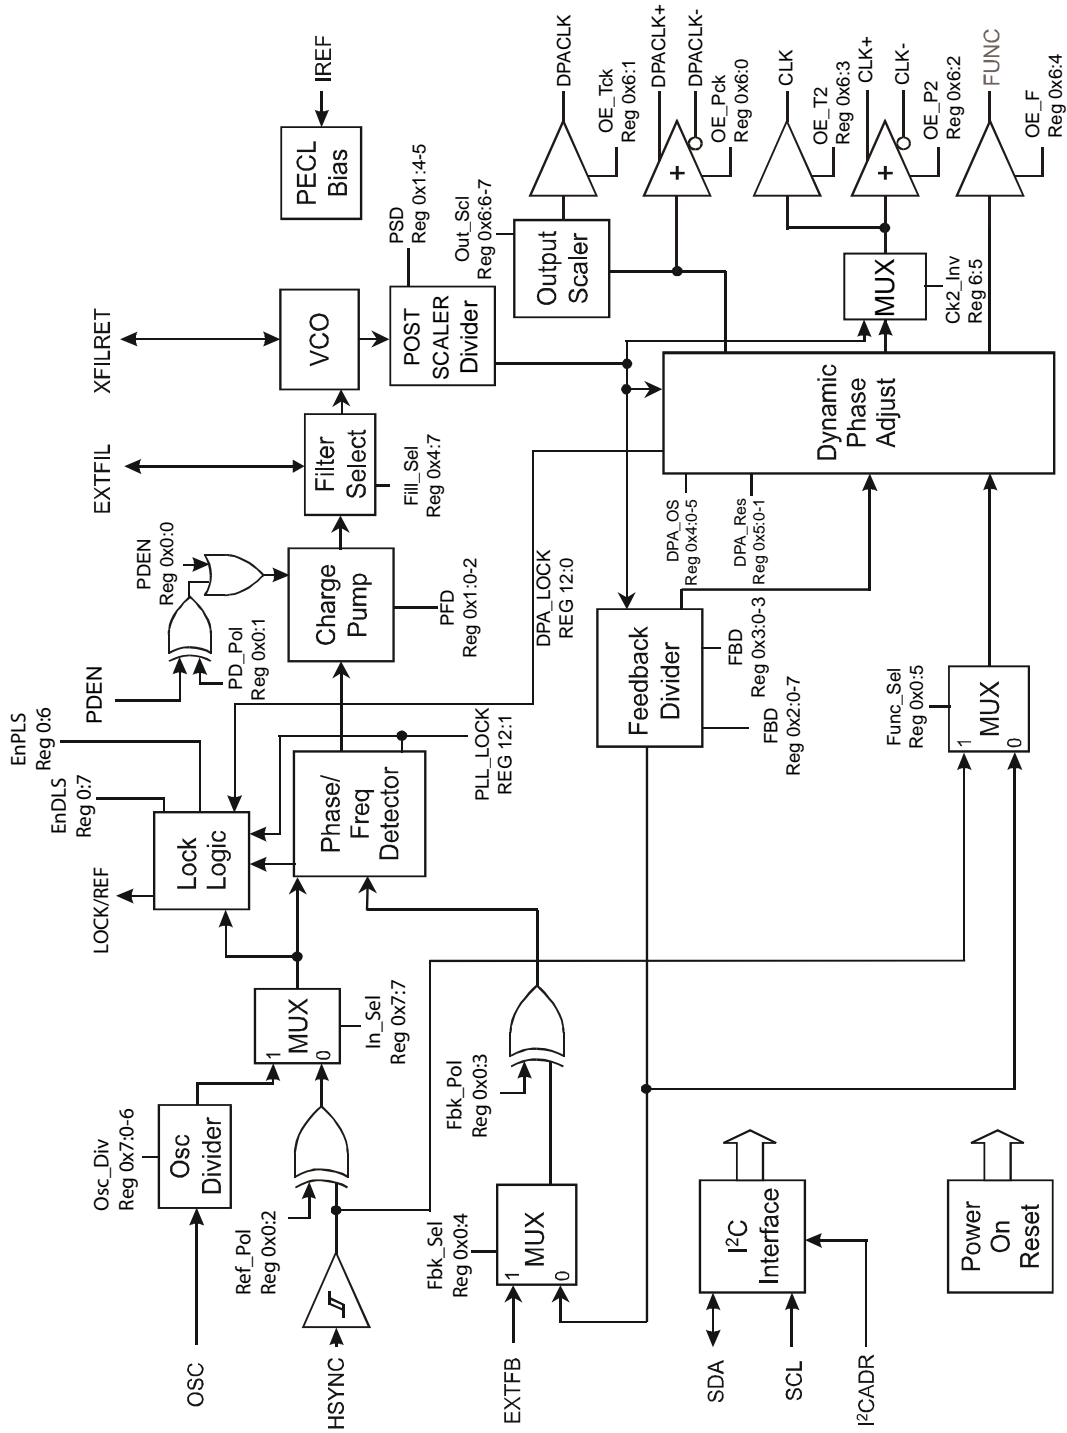 OSC
HSYNC
EXTFB
SDA
SCL
I²CADR
Osc_Div
Reg 0x7:0-6
Osc
Divider
Ref_Pol
Reg 0x0:2
Fbk_Sel
Reg 0x0:4
1
MUX
0
I²C
Interface
Power
On
Reset
1
MUX
0
In_Sel
Reg 0x7:7
Fbk_Pol
Reg 0x0:3
LOCK/REF
EnDLS
Reg 0:7
EnPLS
Reg 0:6
Lock
Logic
Phase/
Freq
Detector
PLL_LOCK
REG 12:1
PDEN
PD_Pol
Reg 0x0:1
PDEN
Reg 0x0:0
Charge
Pump
PFD
Reg 0x1:0-2
DPA_LOCK
REG 12:0
Feedback
Divider
FBD
Reg 0x2:0-7
FBD
Reg 0x3:0-3
Func_Sel
Reg 0x0:5
1
MUX
0
EXTFIL
XFILRET
Filter
Select
Fill_Sel
Reg 0x4:7
VCO
POST
SCALER
Divider
PSD
Reg 0x1:4-5
DPA_OS
Reg 0x4:0-5
DPA_Res
Reg 0x5:0-1
Dynamic
Phase
Adjust
PECL
Bias
IREF
Out_Scl
Reg 0x6:6-7
Output
Scaler
MUX
Ck2_Inv
Reg 6:5
DPACLK
OE_Tck
Reg 0x6:1
+
DPACLK+
DPACLK-
OE_Pck
Reg 0x6:0
CLK
OE_T2
Reg 0x6:3
+
CLK+
CLK-
OE_P2
Reg 0x6:2
FUNC
OE_F
Reg 0x6:4